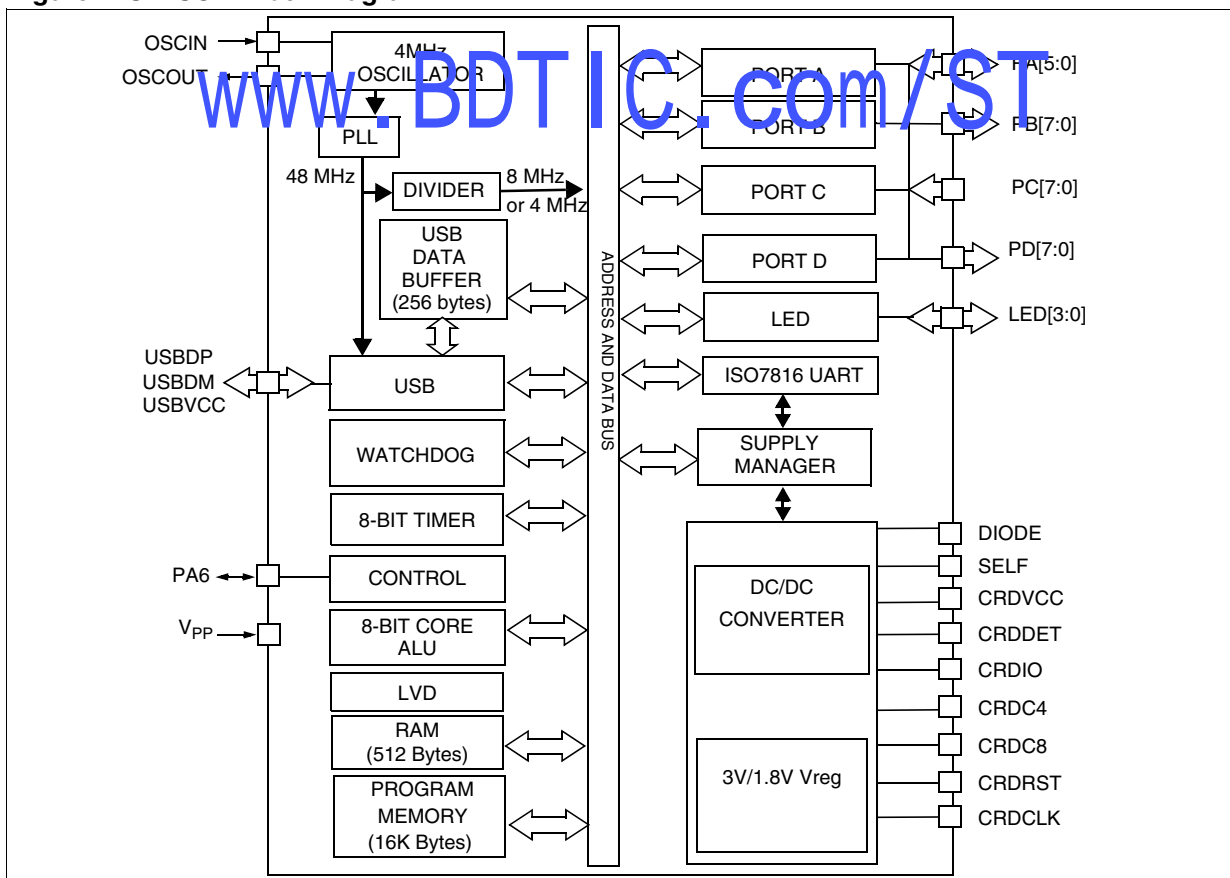 OSCIN
OSCOUT
4MHz
OSCILLATOR
PLL
48 MHz
DIVIDER
8 MHz
or 4 MHz
USB
DATA
BUFFER
(256 bytes)
USBDP
USBDM
USBVCC
USB
WATCHDOG
8-BIT TIMER
PA6
CONTROL
VPP
8-BIT CORE
ALU
LVD
RAM
(512 Bytes)
PROGRAM
MEMORY
(16K Bytes)
ADDRESS AND DATA BUS
PORT A
PA[5:0]
PORT B
PB[7:0]
PORT C
PC[7:0]
PORT D
PD[7:0]
LED
LED[3:0]
ISO7816 UART
SUPPLY
MANAGER
DC/DC
CONVERTER
3V/1.8V Vreg
DIODE
SELF
CRDVCC
CRDDET
CRDIO
CRDC4
CRDC8
CRDRST
CRDCLK
www.BDTIC.com/ST